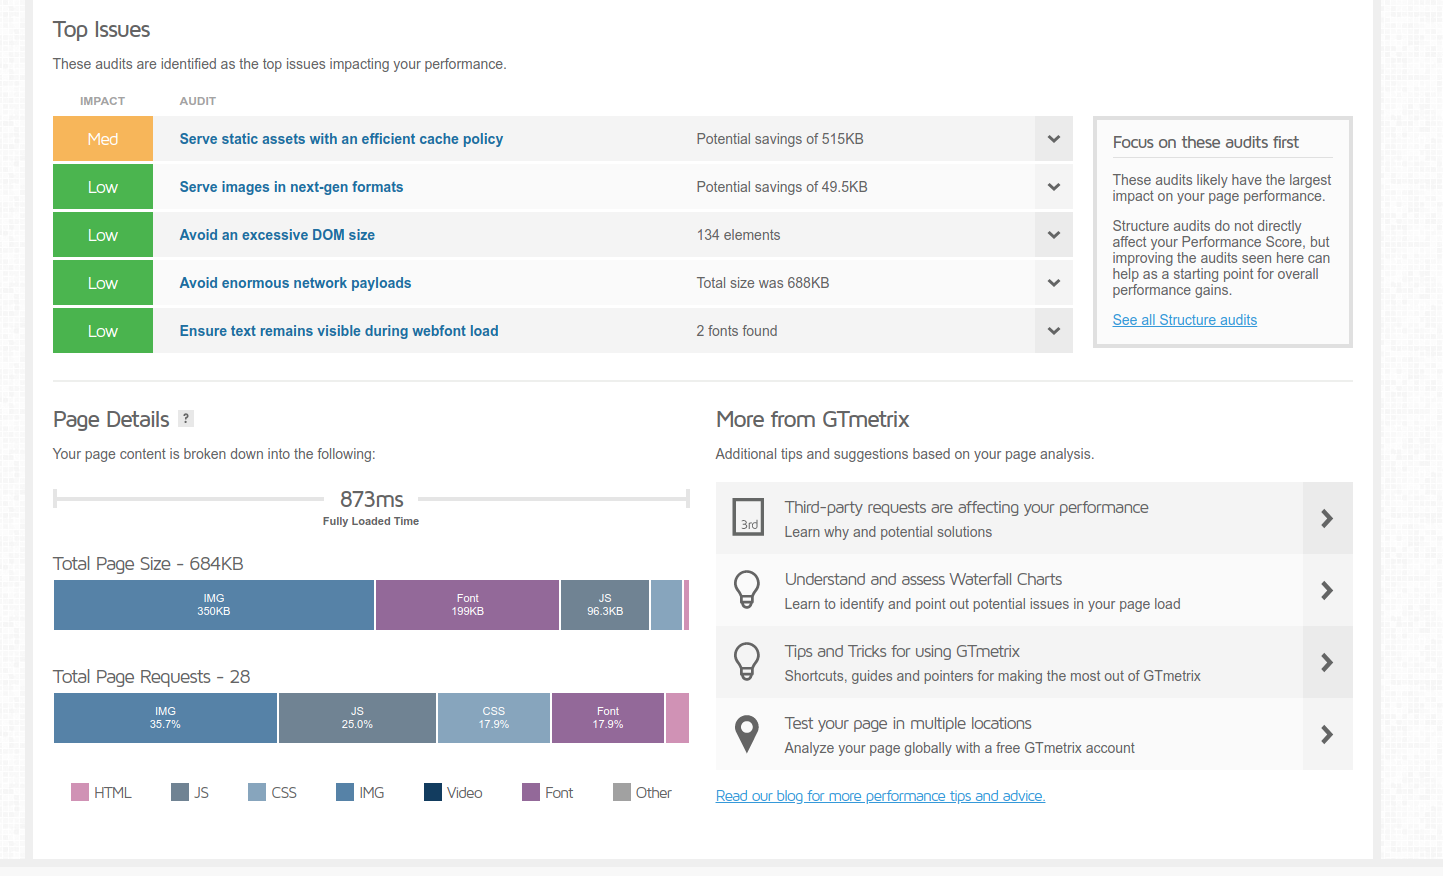 Top Issues
These audits are identified as the top issues impacting your performance.
IMPACT AUDIT
Med Serve static assets with an efficient cache policy Potential savings of 515KB
Low Serve images in next-gen formats Potential savings of 49.5KB
Low Avoid an excessive DOM size 134 elements
Low Avoid enormous network payloads Total size was 688KB
Low Ensure text remains visible during webfont load 2 fonts found
Focus on these audits first
These audits likely have the largest
impact on your page performance.
Structure audits do not directly
affect your Performance Score, but
improving the audits seen here can
help as a starting point for overall
performance gains.
See all Structure audits
Page Details ?
Your page content is broken down into the following:
873ms
Fully Loaded Time
Total Page Size - 684KB
IMG Font JS
350KB 199KB 96.3KB
Total Page Requests - 28
IMG JS CSS Font
35.7% 25.0% 17.9% 17.9%
HTML JS CSS IMG Video Font Other
More from GTmetrix
Additional tips and suggestions based on your page analysis.
3rd
Third-party requests are affecting your performance
Learn why and potential solutions
Understand and assess Waterfall Charts
Learn to identify and point out potential issues in your page load
Tips and Tricks for using GTmetrix
Shortcuts, guides and pointers for making the most out of GTmetrix
Test your page in multiple locations
Analyze your page globally with a free GTmetrix account
Read our blog for more performance tips and advice.